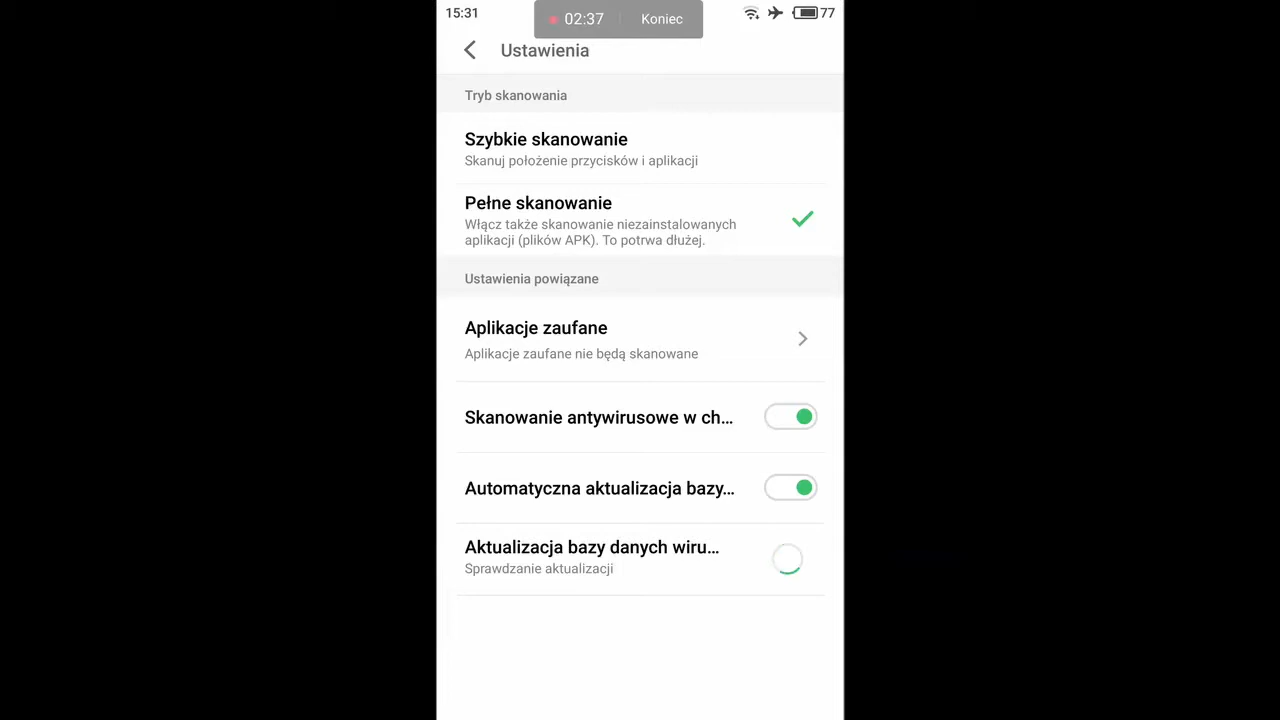 15:31
02:37
Koniec
77
Ustawienia
Tryb skanowania
Szybkie skanowanie
Skanuj położenie przycisków i aplikacji
Pełne skanowanie
Włącz także skanowanie niezainstalowanych
aplikacji (plików APK). To potrwa dłużej.
Ustawienia powiązane
Aplikacje zaufane
Aplikacje zaufane nie będą skanowane
Skanowanie antywirusowe w ch...
Automatyczna aktualizacja bazy...
Aktualizacja bazy danych wiru...
Sprawdzanie aktualizacji